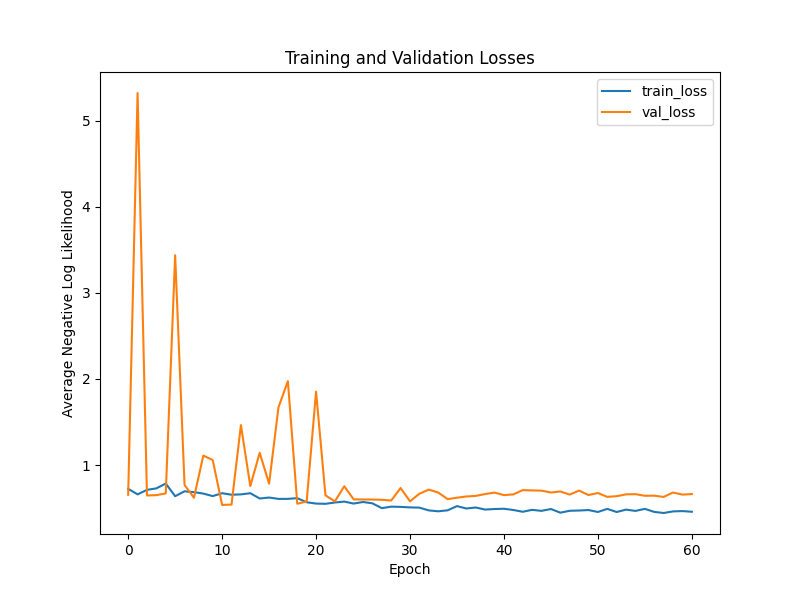 Training and Validation Losses
train_loss
val_loss
Average Negative Log Likelihood
5
4
3
2
1
0
10
20
30
40
50
60
Epoch